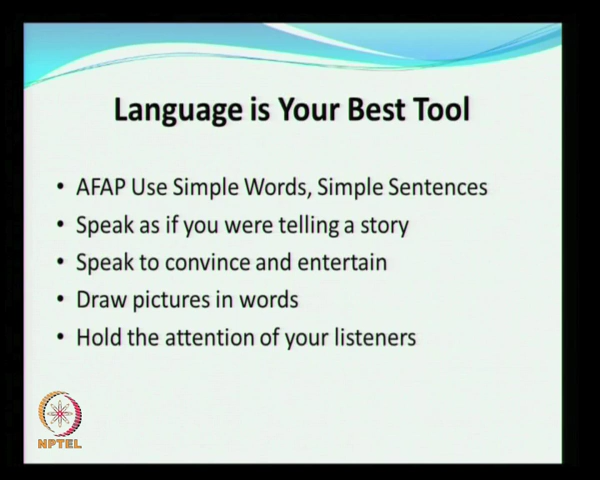 Language is Your Best Tool
• AFAP Use Simple Words, Simple Sentences
• Speak as if you were telling a story
• Speak to convince and entertain
• Draw pictures in words
• Hold the attention of your listeners
NPTEL